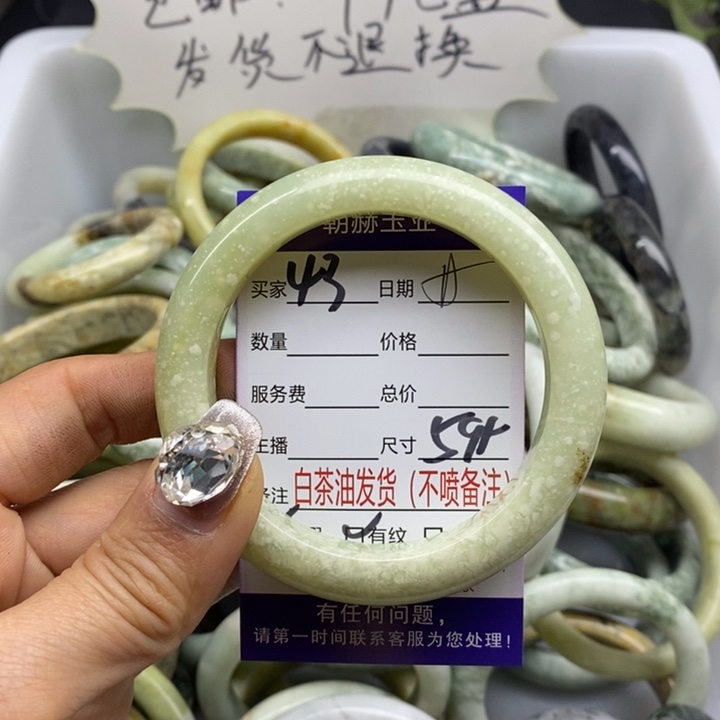 发货不退换
朝赫玉业
买家 43 日期
数量 价格
服务费 总价
主播 尺寸 54
备注 白茶油发货(不喷备注)
有纹
有任何问题,
请第一时间联系客服为您处理!